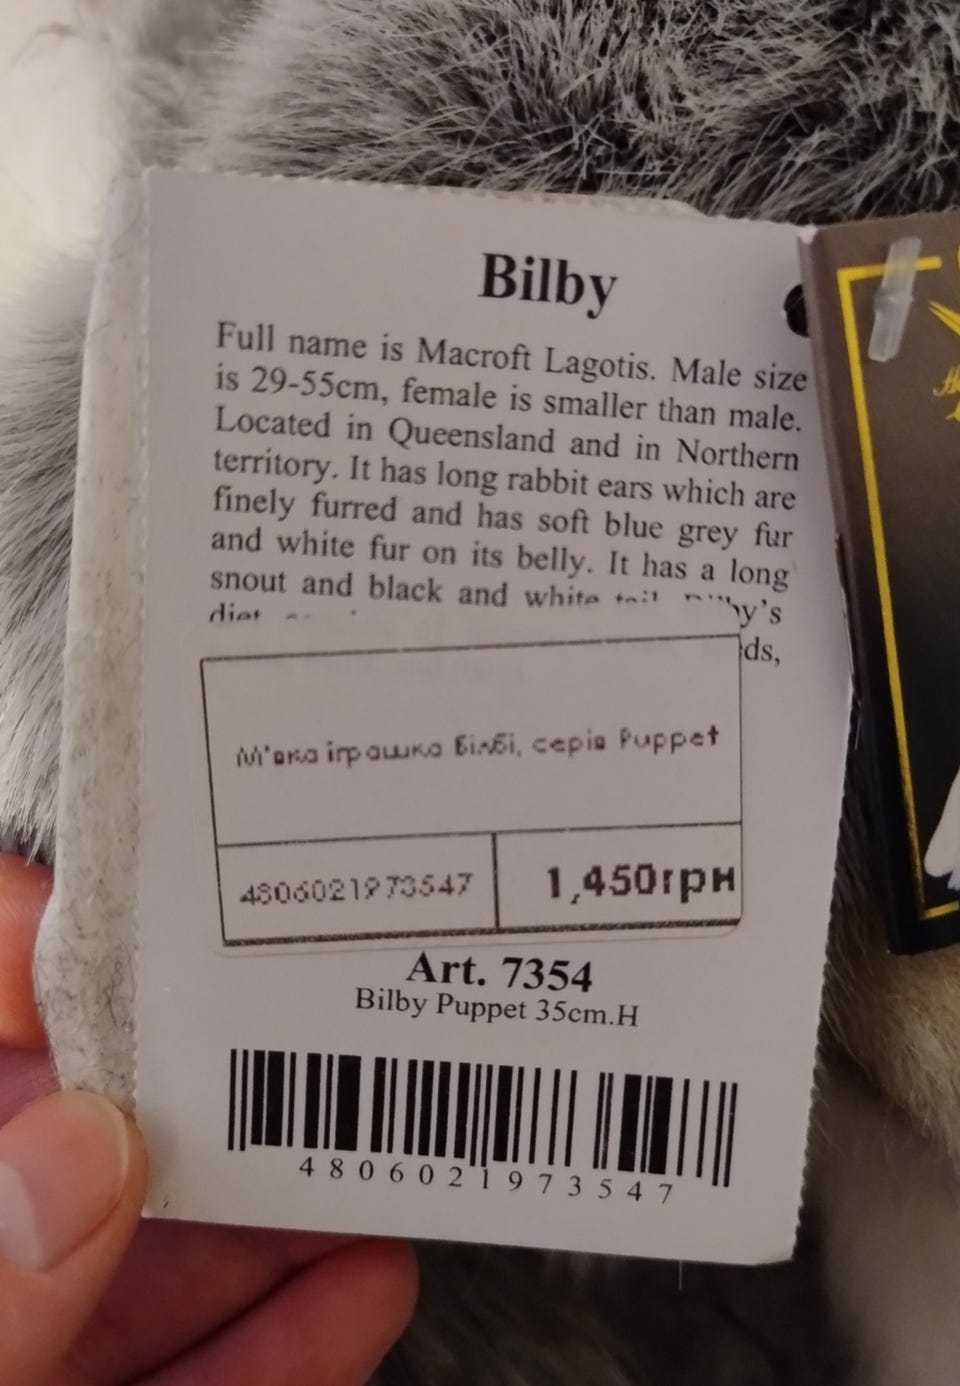 Bilby
Full name is Macroft Lagotis. Male size
is 29-55cm, female is smaller than male.
Located in Queensland and in Northern
territory. It has long rabbit ears which are
finely furred and has soft blue grey fur
and white fur on its belly. It has a long
snout and black and white tail. Bilby's
diet
М'яка іграшка Білбі, серія Puppet
4806021973547
1,450грн
Art. 7354
Bilby Puppet 35cm.H
4806021973547